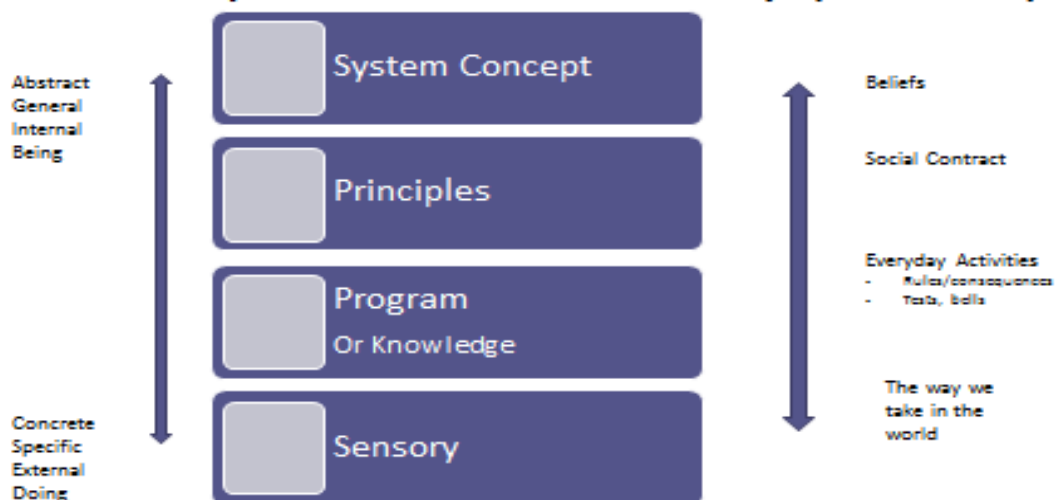 Abstract
General
Internal
Being
System Concept
Beliefs
Principles
Social Contract
Program
Or Knowledge
Everyday Activities
- Rules/consequences
- Tests, bells
Concrete
Specific
External
Doing
Sensory
The way we
take in the
world